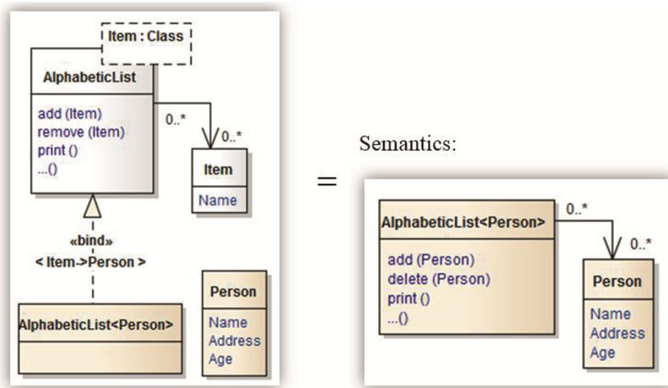 Item : Class
AlphabeticList
add (Item)
remove (Item)
print ()
...()
0..*
0..*
Item
Name
«bind»
< Item->Person >
AlphabeticList<Person>
Person
Name
Address
Age
=
Semantics:
AlphabeticList<Person>
add (Person)
delete (Person)
print ()
...()
0..*
0..*
Person
Name
Address
Age